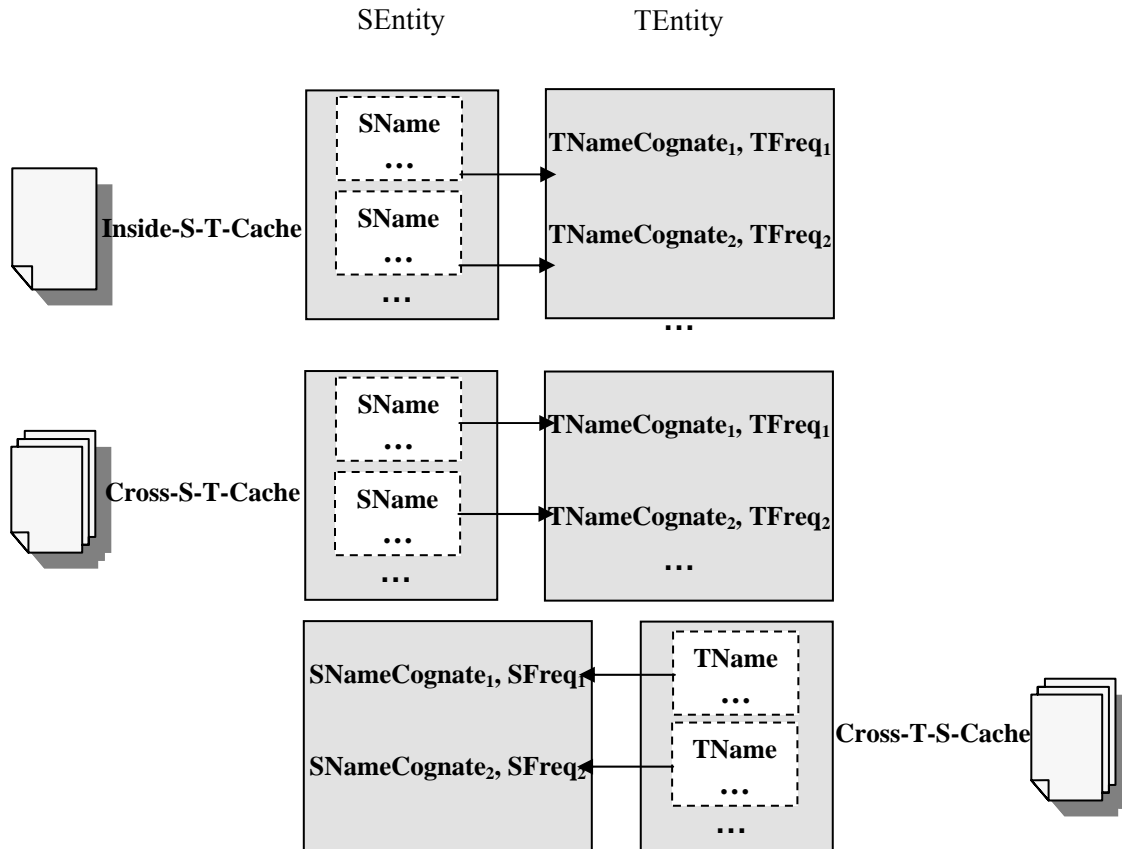 SEntity TEntity
SName
...
TNameCognate₁, TFreq₁
Inside-S-T-Cache
SName
...
TNameCognate₂, TFreq₂
...
...
SName
...
TNameCognate₁, TFreq₁
Cross-S-T-Cache
SName
...
TNameCognate₂, TFreq₂
...
...
SNameCognate₁, SFreq₁
TName
...
SNameCognate₂, SFreq₂
TName
...
Cross-T-S-Cache
...